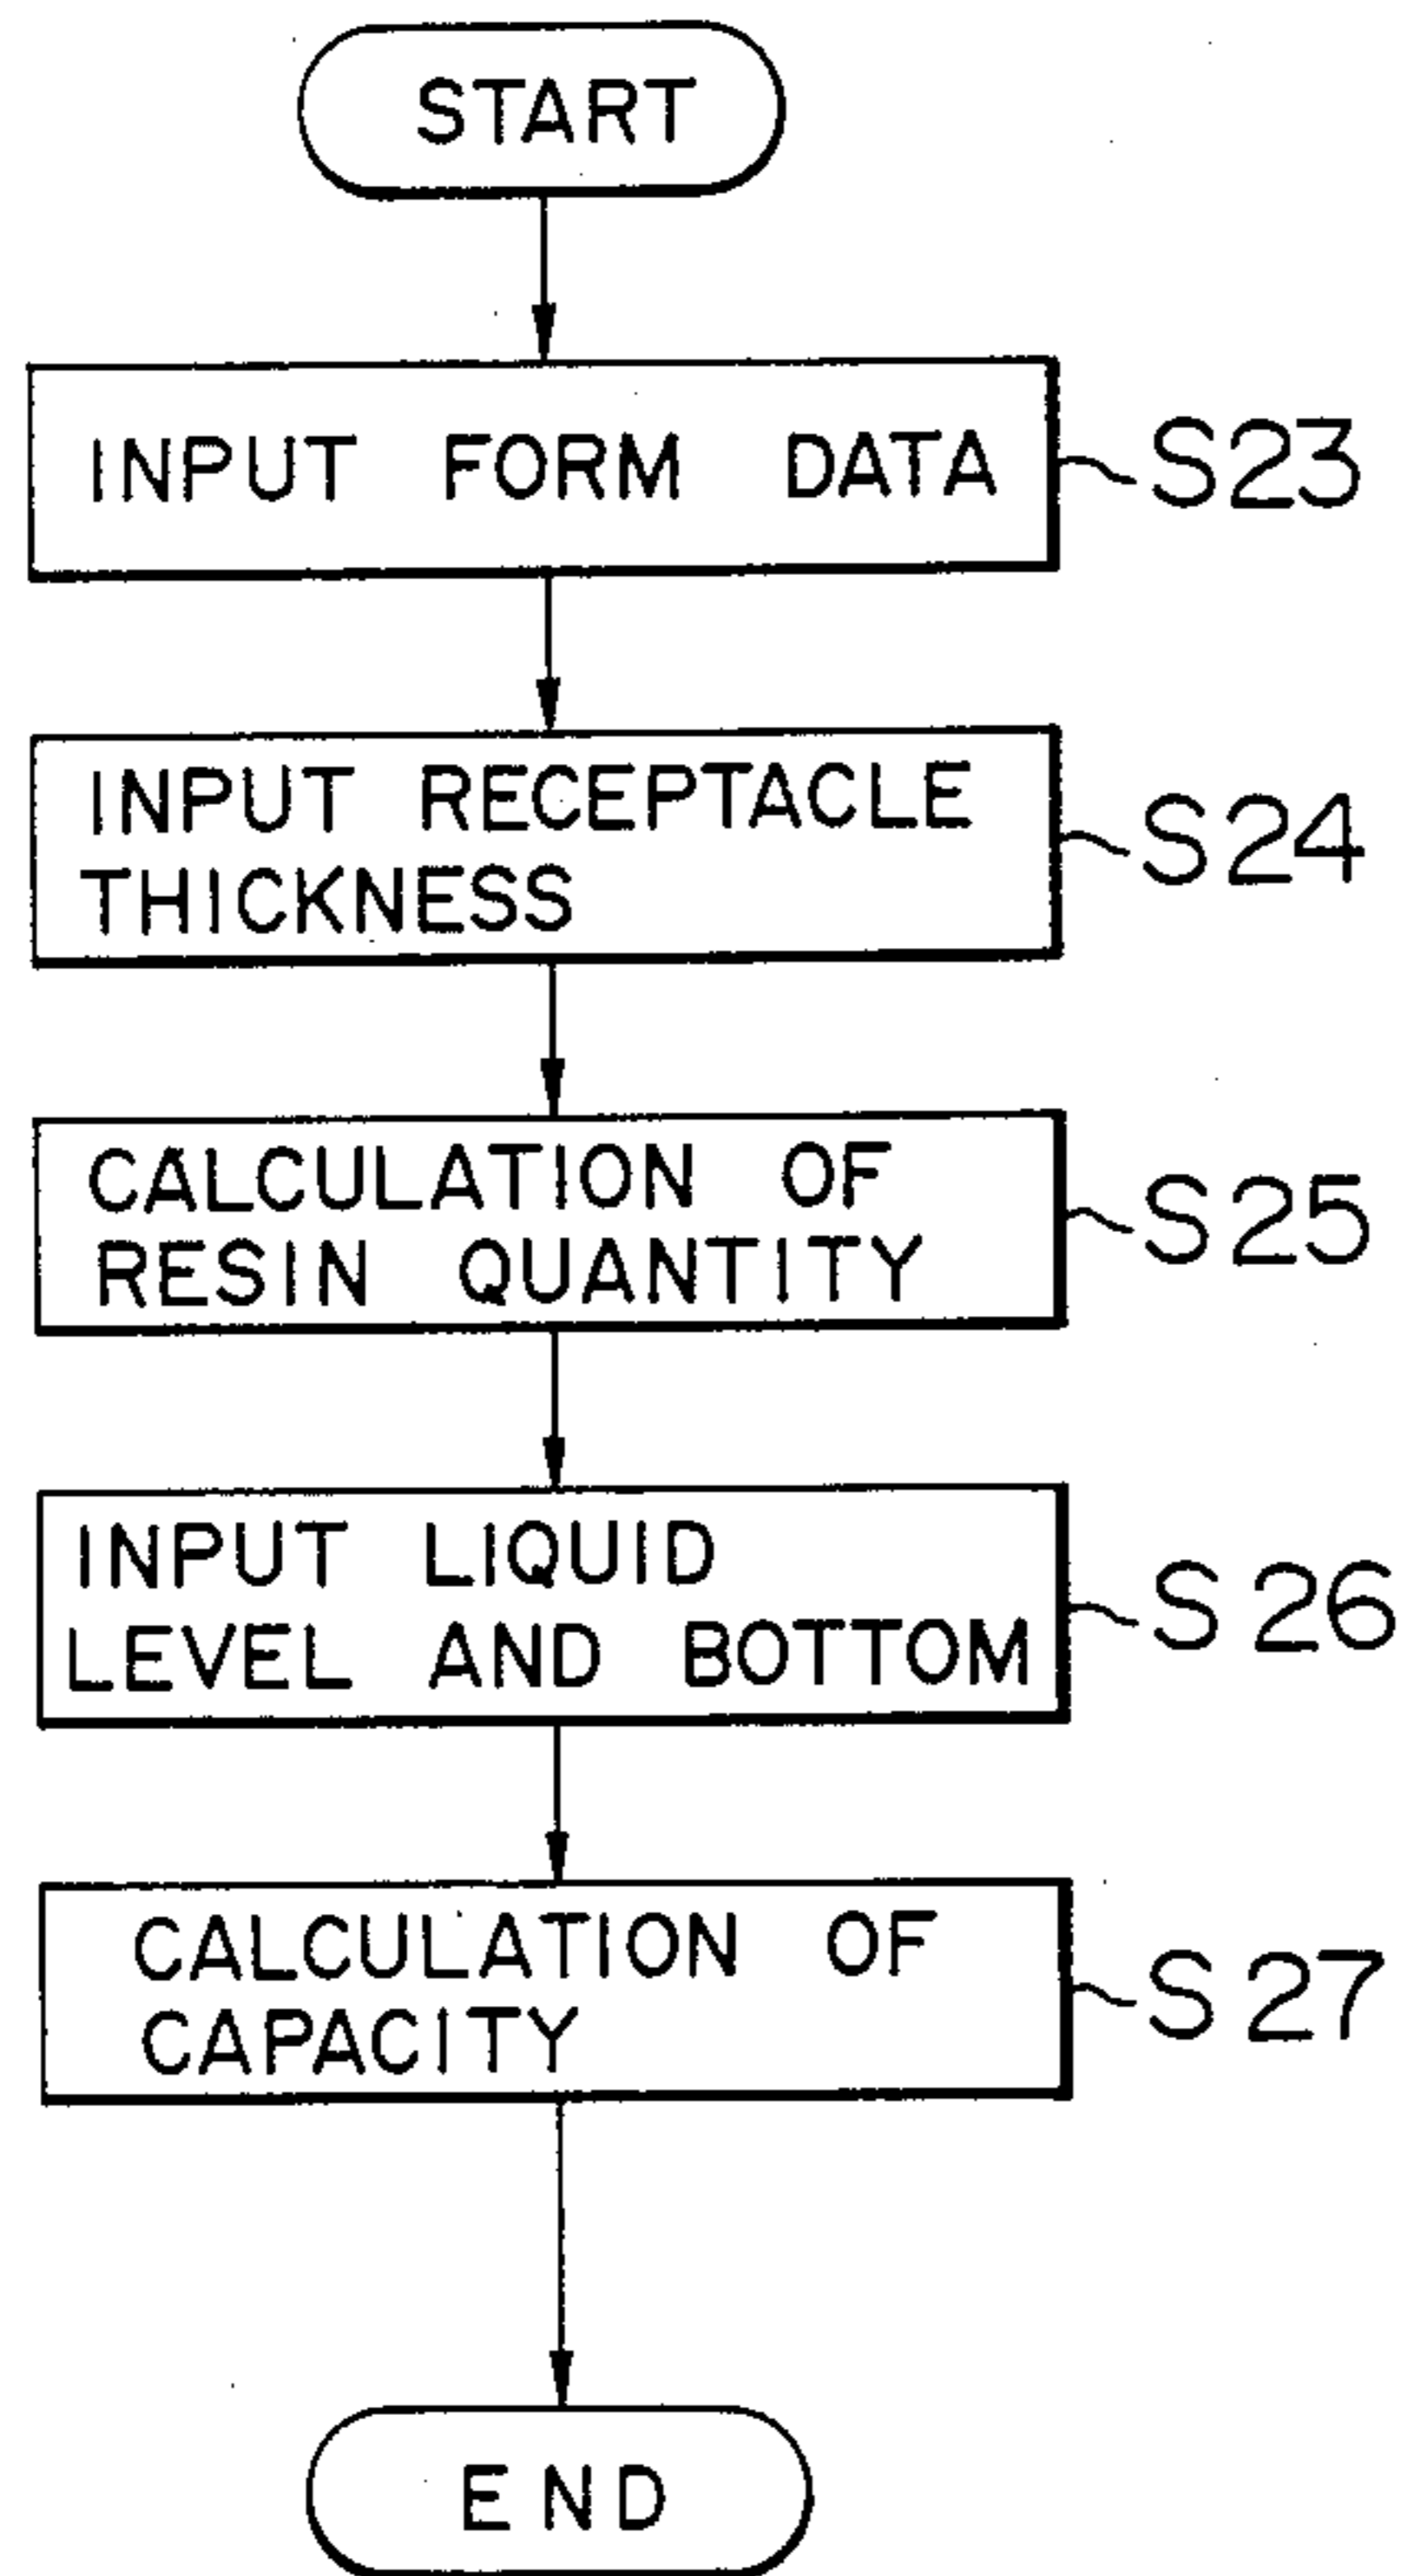 START
INPUT FORM DATA
S23
INPUT RECEPTACLE
THICKNESS
S24
CALCULATION OF
RESIN QUANTITY
S25
INPUT LIQUID
LEVEL AND BOTTOM
S26
CALCULATION OF
CAPACITY
S27
END